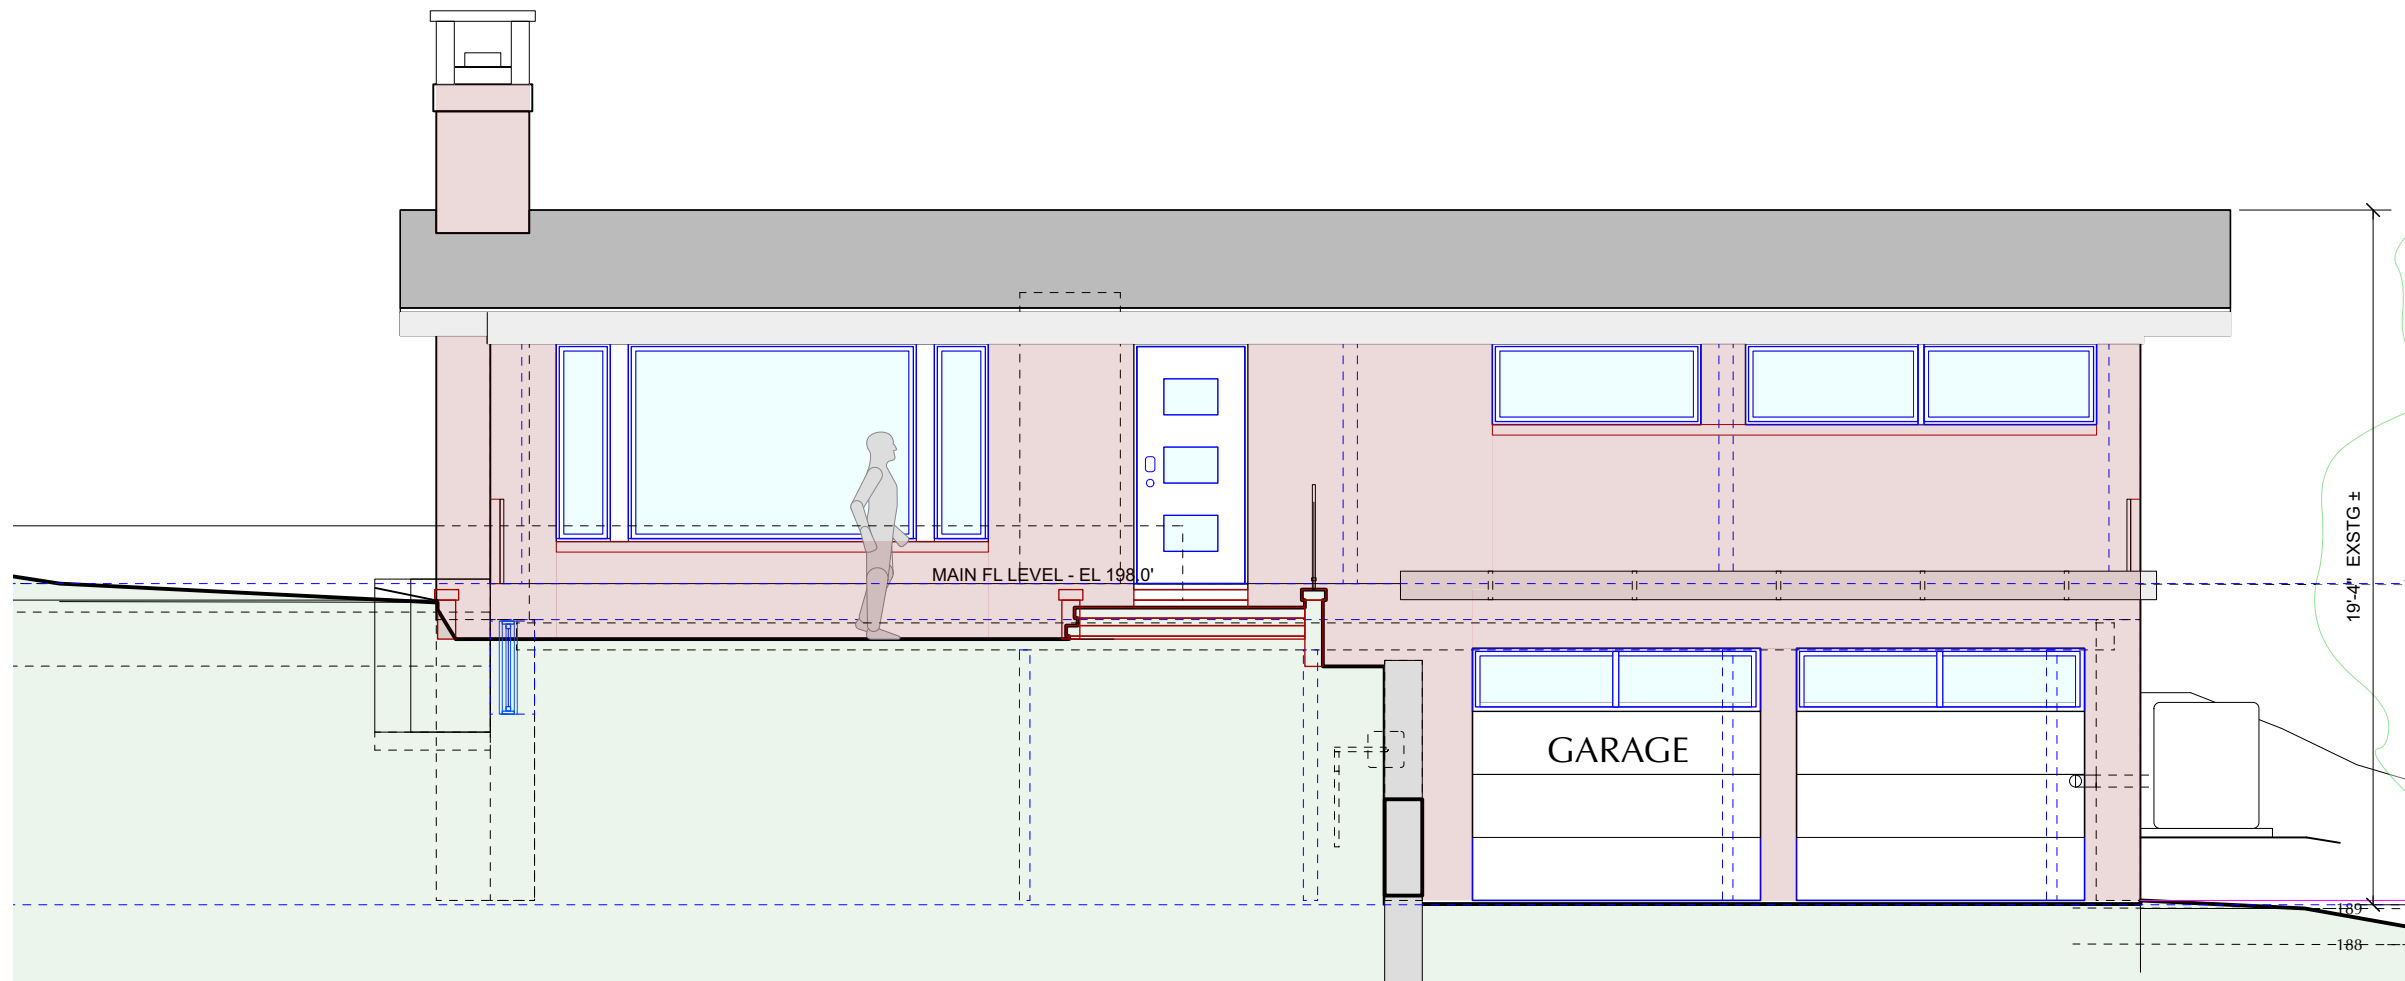 MAIN FL LEVEL - EL 198.0'
19'-4" EXSTG ±
GARAGE
189
188